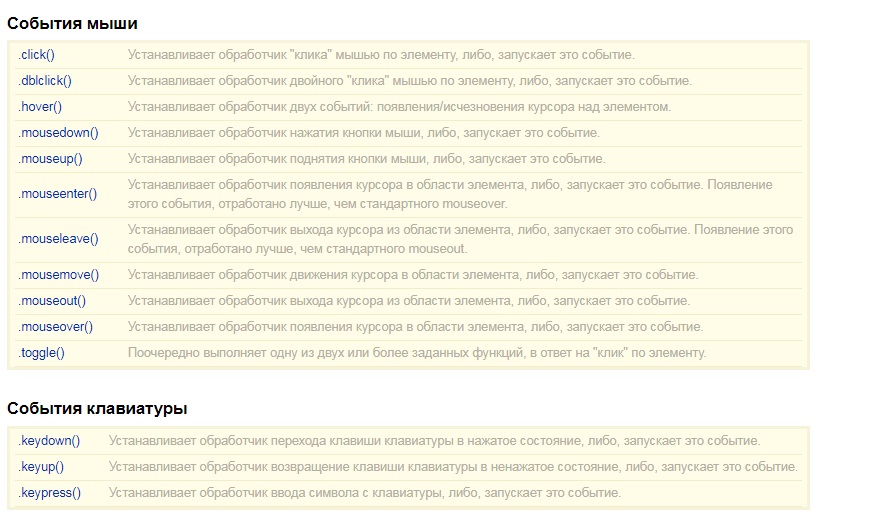 События мыши
.click() Устанавливает обработчик "клика" мышью по элементу, либо, запускает это событие.
.dblclick() Устанавливает обработчик двойного "клика" мышью по элементу, либо, запускает это событие.
.hover() Устанавливает обработчик двух событий: появления/исчезновения курсора над элементом.
.mousedown() Устанавливает обработчик нажатия кнопки мыши, либо, запускает это событие.
.mouseup() Устанавливает обработчик поднятия кнопки мыши, либо, запускает это событие.
.mouseenter() Устанавливает обработчик появления курсора в области элемента, либо, запускает это событие. Появление
этого события, отработано лучше, чем стандартного mouseover.
.mouseleave() Устанавливает обработчик выхода курсора из области элемента, либо, запускает это событие. Появление этого
события, отработано лучше, чем стандартного mouseout.
.mousemove() Устанавливает обработчик движения курсора в области элемента, либо, запускает это событие.
.mouseout() Устанавливает обработчик выхода курсора из области элемента, либо, запускает это событие.
.mouseover() Устанавливает обработчик появления курсора в области элемента, либо, запускает это событие.
.toggle() Поочередно выполняет одну из двух или более заданных функций, в ответ на "клик" по элементу.
События клавиатуры
.keydown() Устанавливает обработчик перехода клавиши клавиатуры в нажатое состояние, либо, запускает это событие.
.keyup() Устанавливает обработчик возвращение клавиши клавиатуры в ненажатое состояние, либо, запускает это событие.
.keypress() Устанавливает обработчик ввода символа с клавиатуры, либо, запускает это событие.